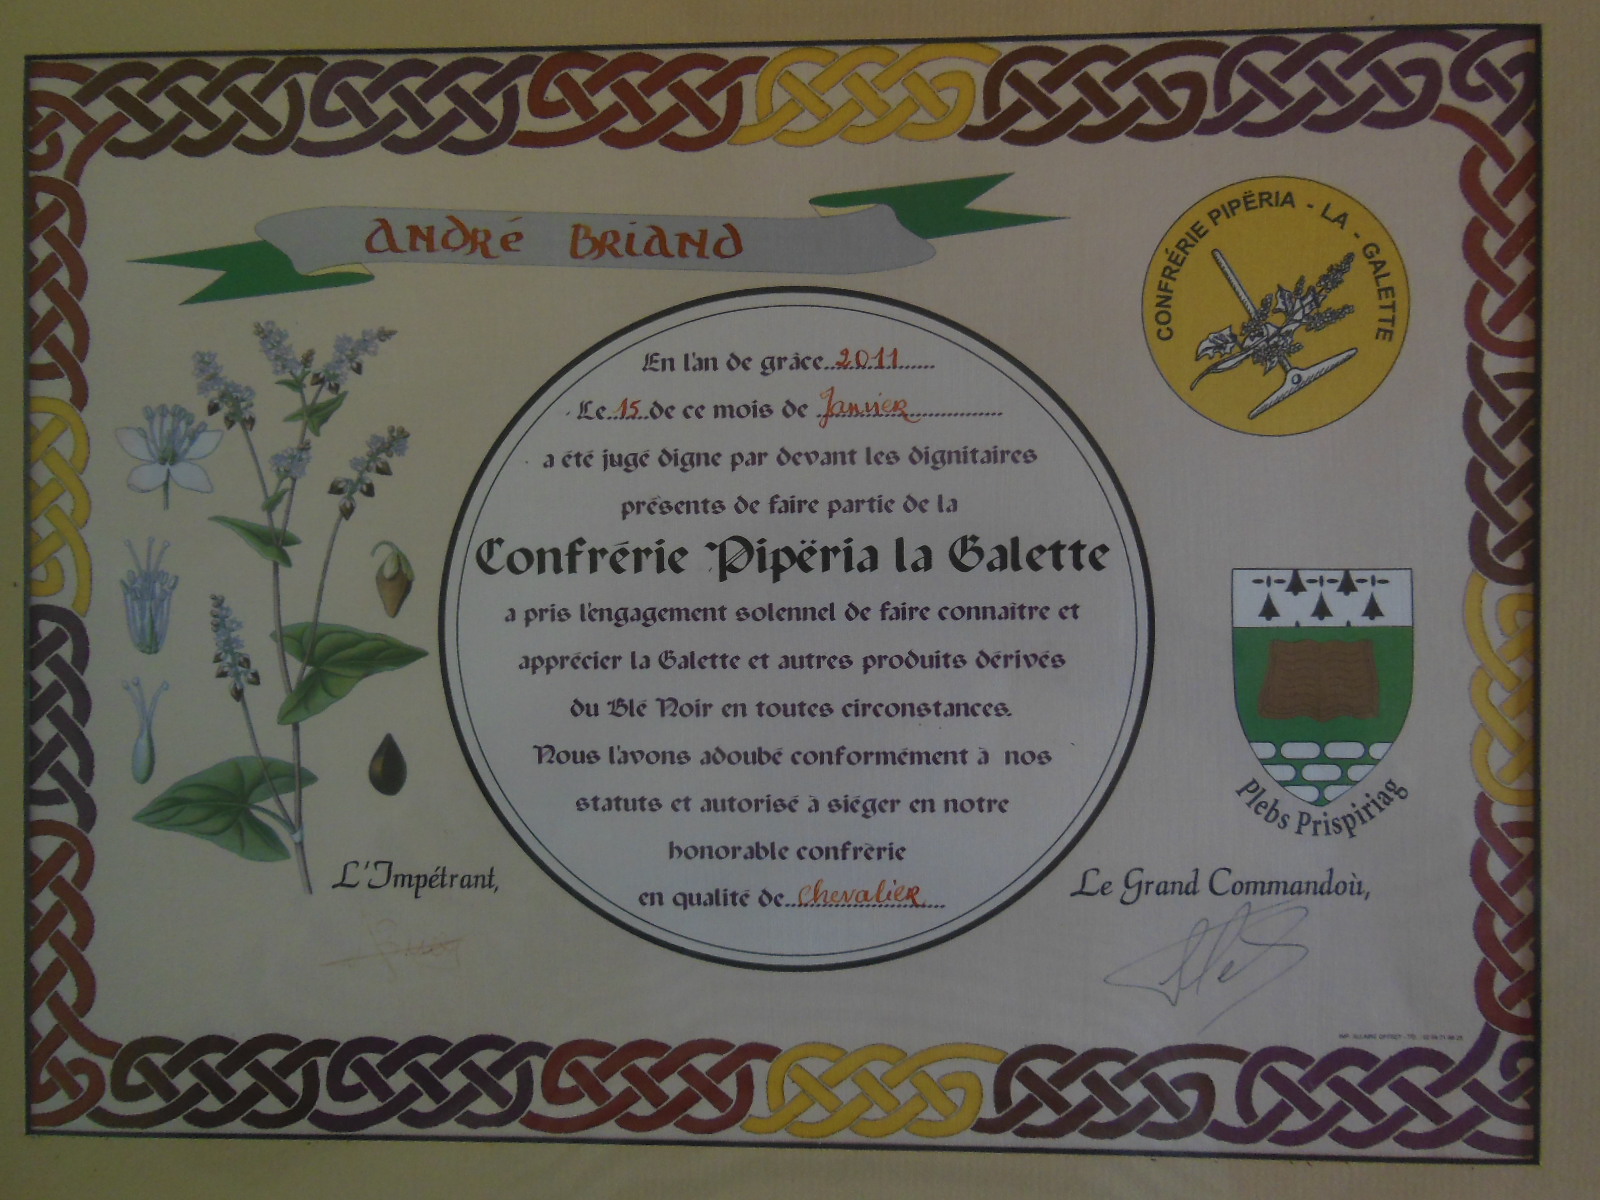 André Briand
CONFRÉRIE PIPËRIA - LA - GALETTE
En l'an de grâce 2011
Le 15 de ce mois de Janvier
a été jugé digne par devant les dignitaires
présents de faire partie de la
Confrérie Pipëria la Galette
a pris l'engagement solennel de faire connaître et
apprécier la Galette et autres produits dérivés
du Blé Noir en toutes circonstances.
Nous l'avons adoubé conformément à nos
statuts et autorisé à siéger en notre
honorable confrèrie
en qualité de chevalier
Plebs Prispiriag
L'Impétrant,
Le Grand Commandoù,